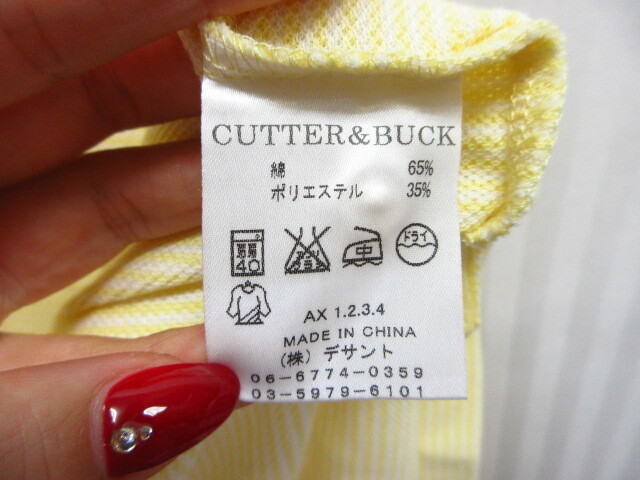 CUTTER&BUCK
綿 65%
ポリエステル 35%
40 中 ドライ
AX 1.2.3.4
MADE IN CHINA
(株) デサント
06-6774-0359
03-5979-6101